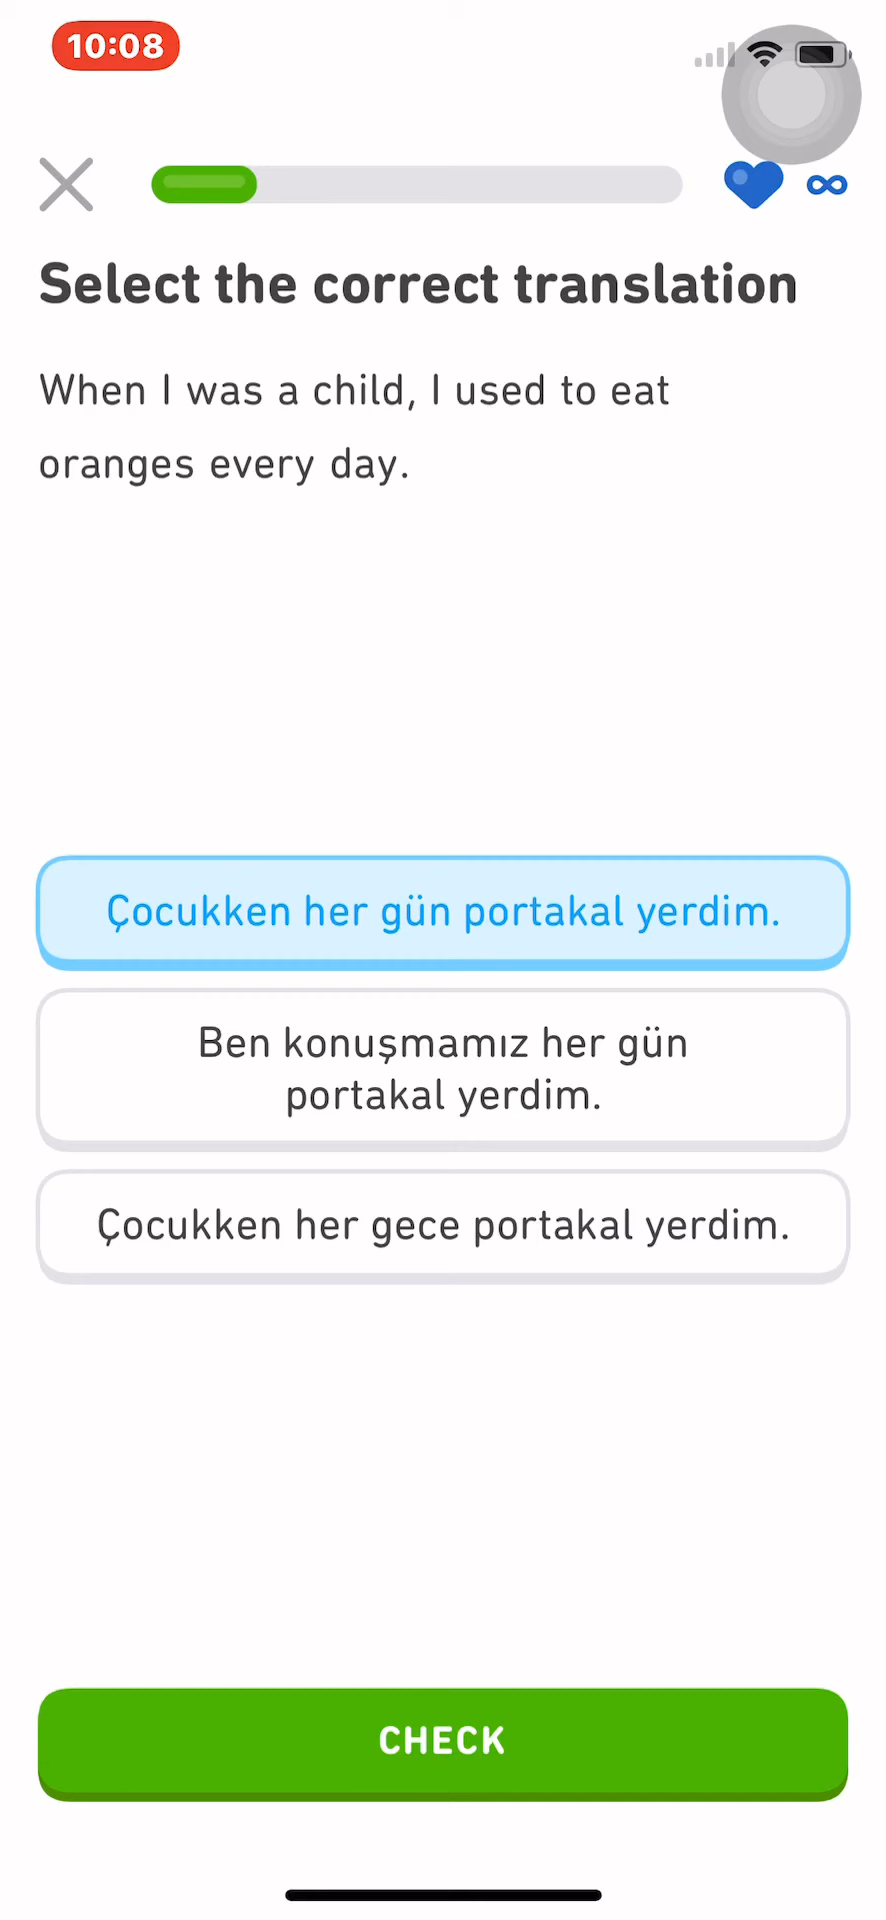 10:08
Select the correct translation
When I was a child, I used to eat
oranges every day.
Çocukken her gün portakal yerdim.
Ben konuşmamız her gün
portakal yerdim.
Çocukken her gece portakal yerdim.
CHECK